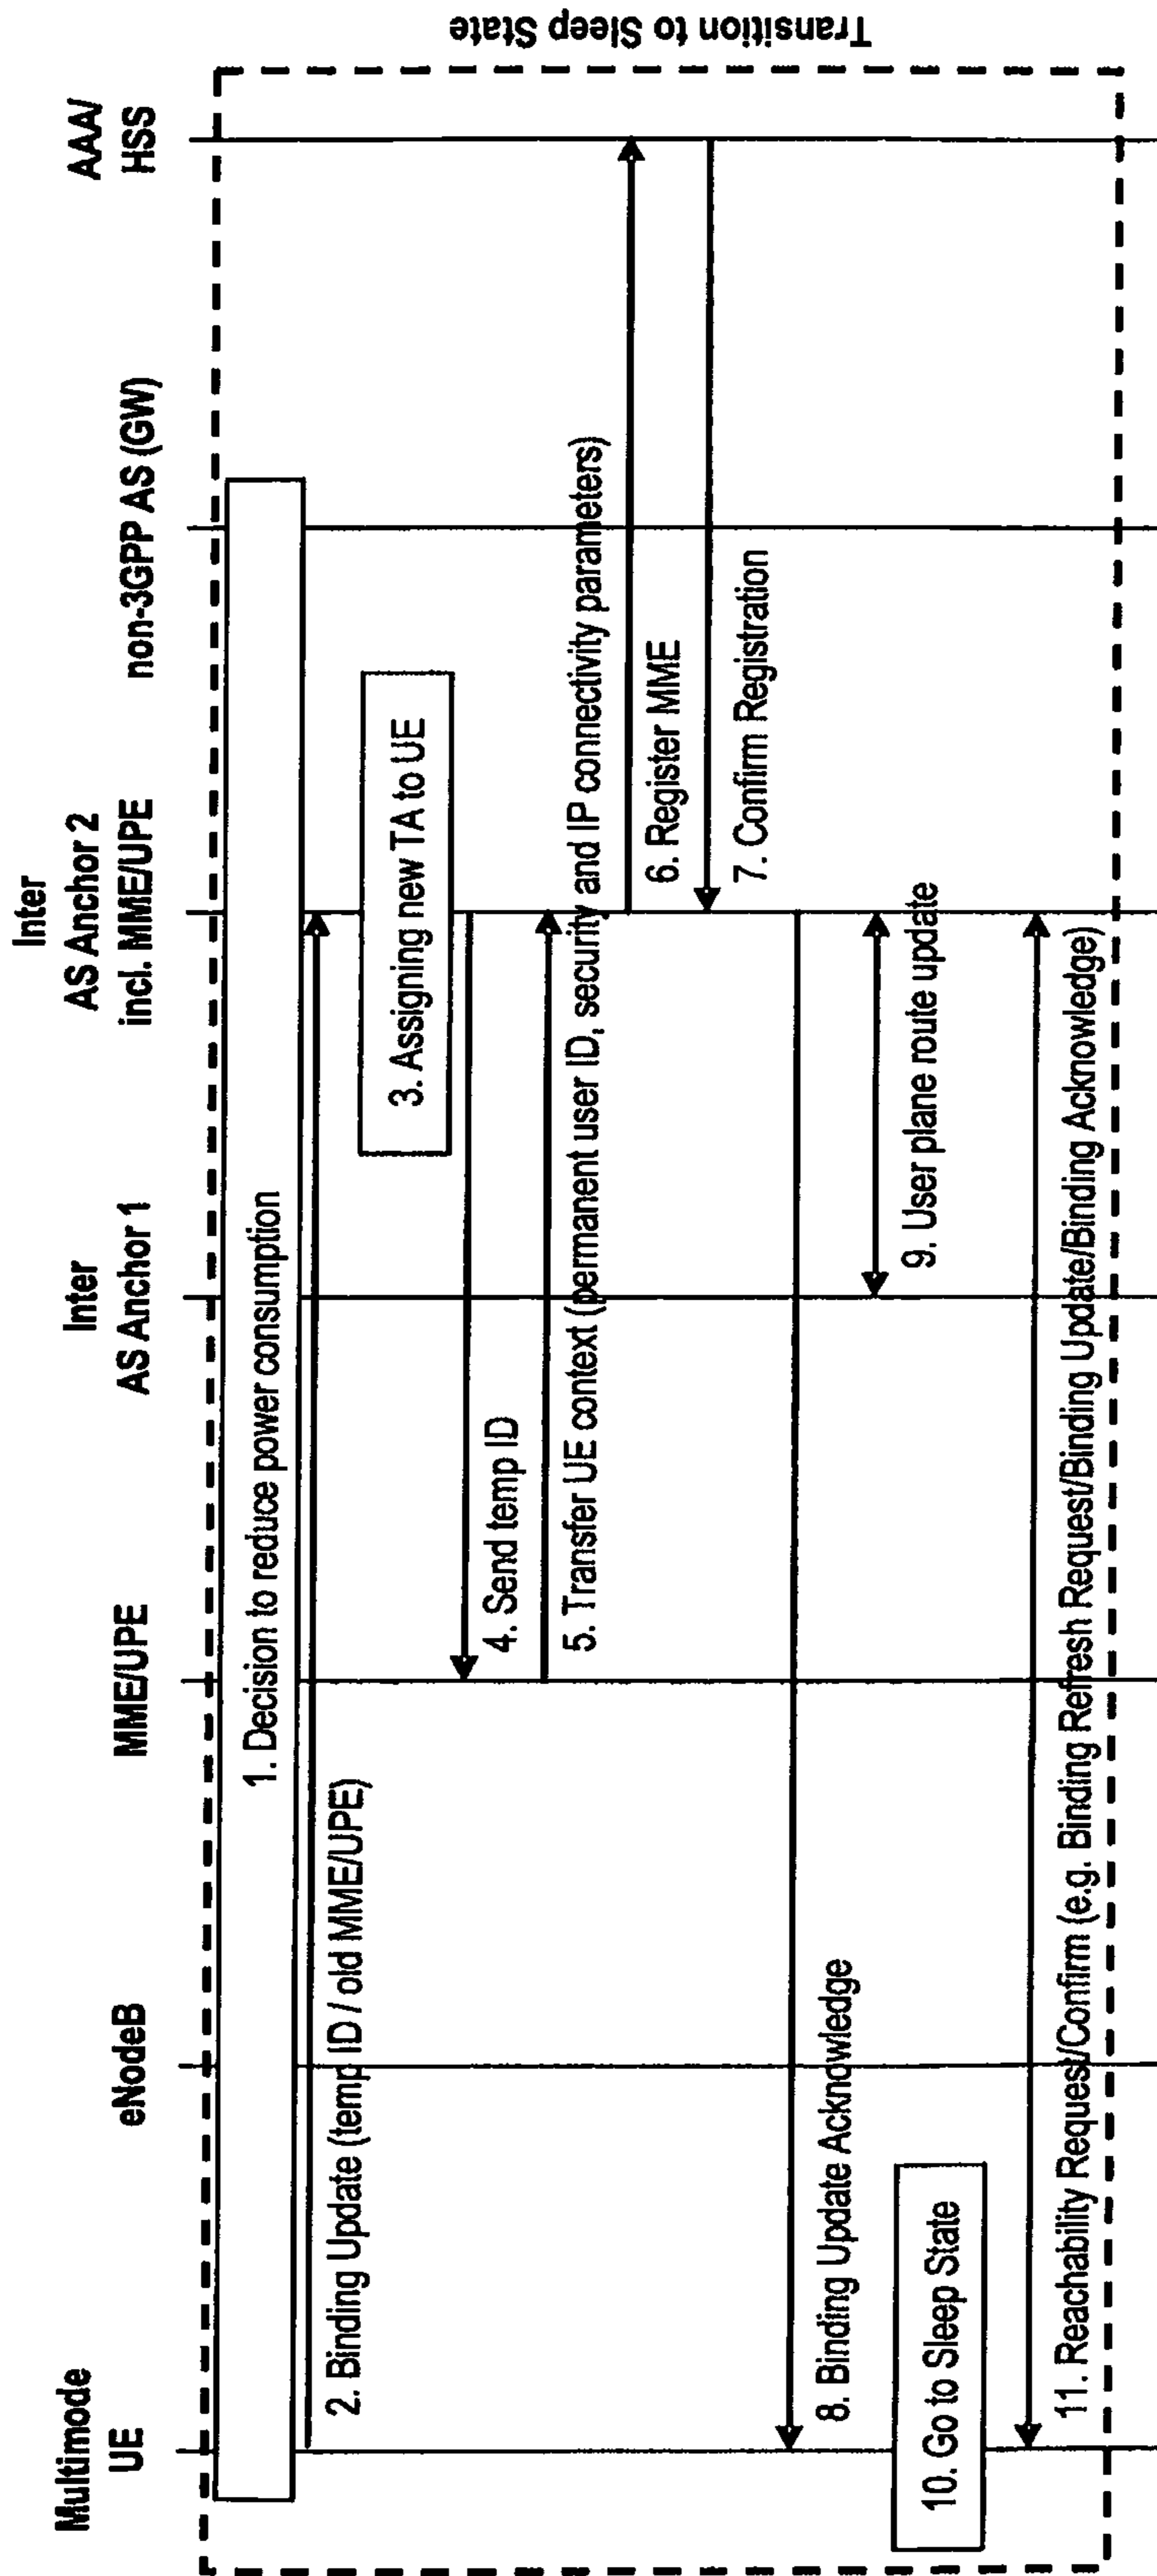 Multimode
UE
eNodeB
MME/UPE
Inter
AS Anchor 1
Inter
AS Anchor 2
incl. MME/UPE
non-3GPP AS (GW)
AAA/
HSS
1. Decision to reduce power consumption
2. Binding Update (temp ID / old MME/UPE)
3. Assigning new TA to UE
4. Send temp ID
5. Transfer UE context (permanent user ID, security and IP connectivity parameters)
6. Register MME
7. Confirm Registration
8. Binding Update Acknowledge
9. User plane route update
10. Go to Sleep State
11. Reachability Request/Confirm (e.g. Binding Refresh Request/Binding Update/Binding Acknowledge)
Transition to Sleep State